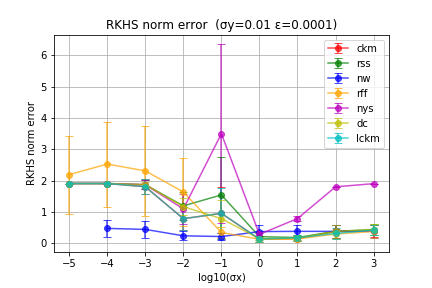 RKHS norm error  (σy=0.01 ε=0.0001)
RKHS norm error
6
5
4
3
2
1
0
ckm
rss
nw
rff
nys
dc
lckm
−5 −4 −3 −2 −1 0 1 2 3
log10(σx)